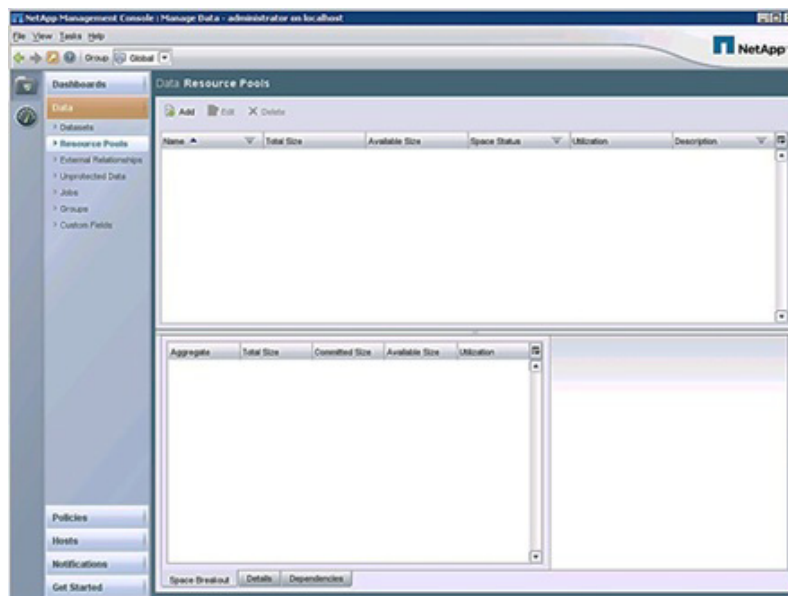 NetApp Management Console : Manage Data - administrator en localhost
File View Tasks Help
Group Global
NetApp
Dashboards
Data
Datasets
Resource Pools
External Relationships
Unprotected Data
Jobs
Groups
Custom Fields
Policies
Hosts
Notifications
Get Started
Data Resource Pools
Add Edit Delete
Name Total Size Available Size Space Status Utilization Description
Aggregate Total Size Committed Size Available Size Utilization
Space Breakout Details Dependencies